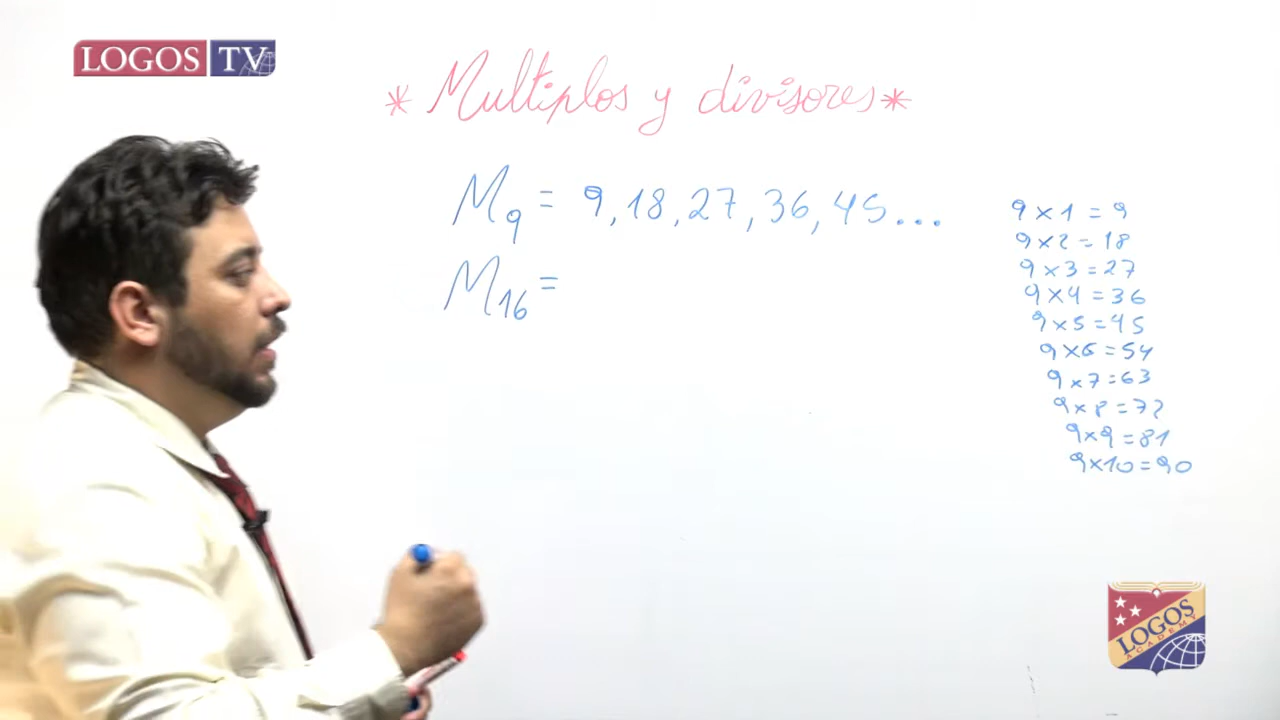 LOGOS TV
* Multiplos y divisores *
M9 = 9, 18, 27, 36, 45...
M16 =
9 x 1 = 9
9 x 2 = 18
9 x 3 = 27
9 x 4 = 36
9 x 5 = 45
9 x 6 = 54
9 x 7 = 63
9 x 8 = 72
9 x 9 = 81
9 x 10 = 90
LOGOS
ACADEMY